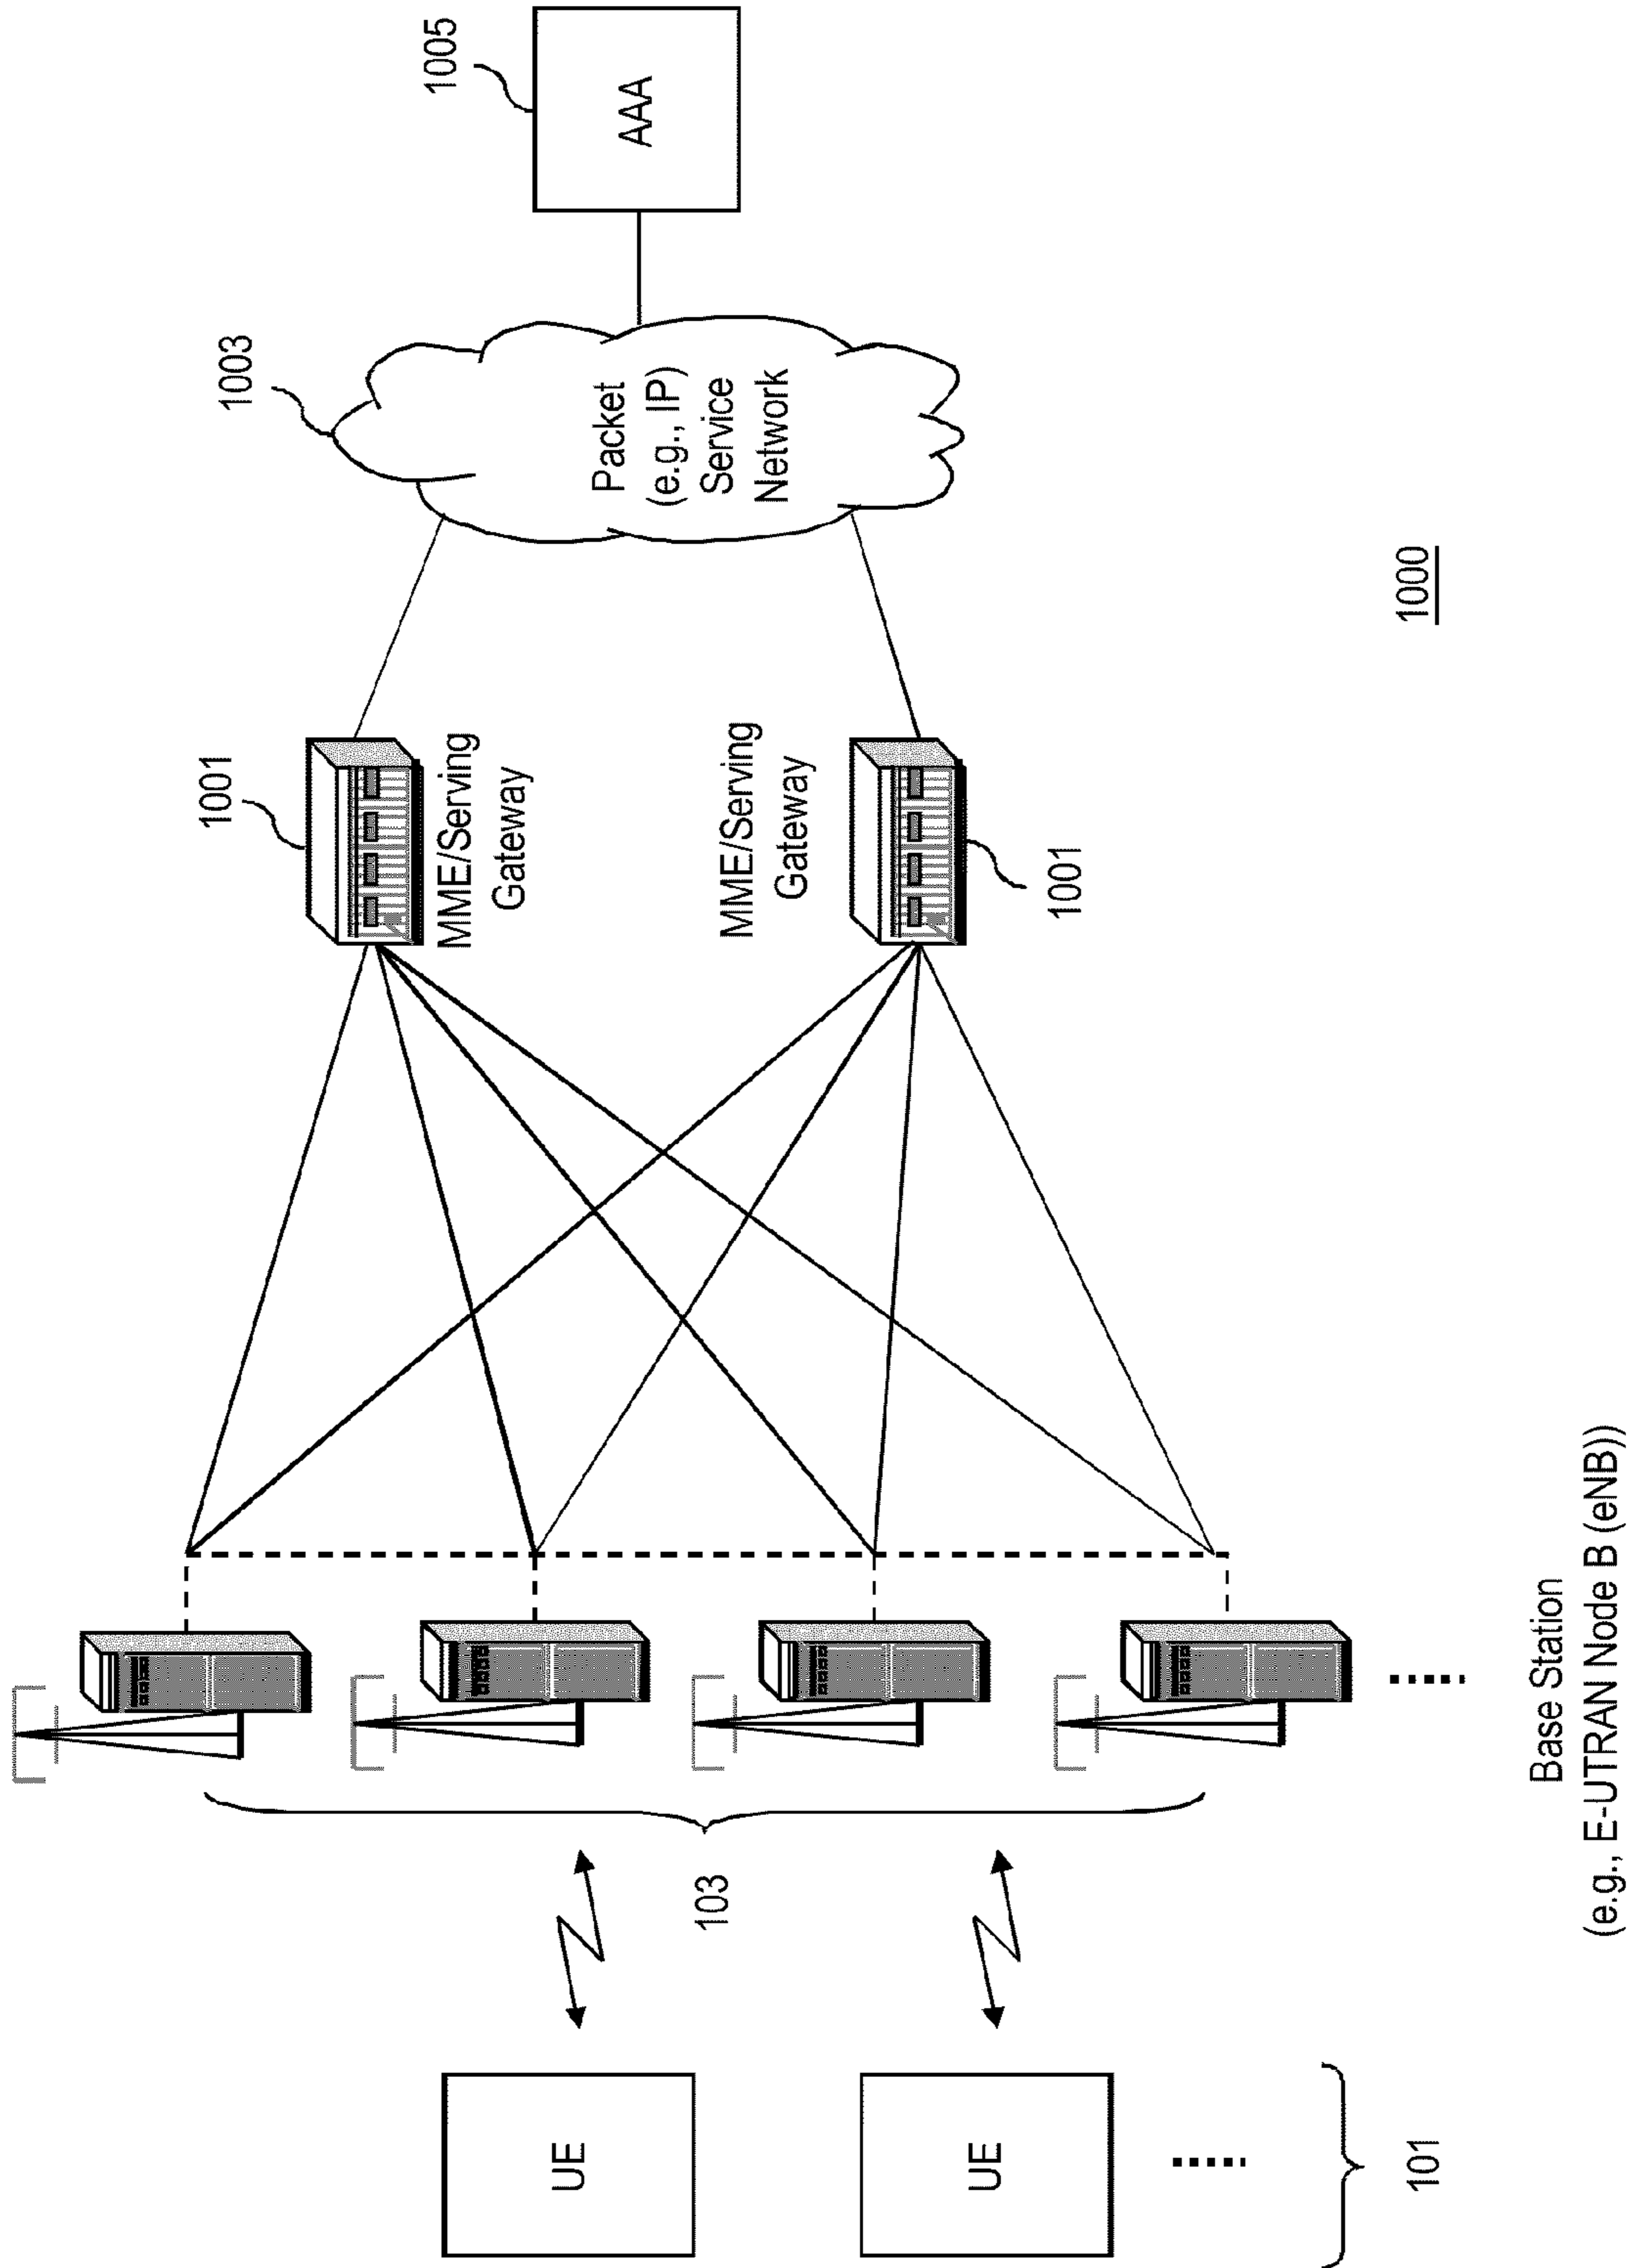 UE
UE
101
103
Base Station
(e.g., E-UTRAN Node B (eNB))
1001
MME/Serving
Gateway
MME/Serving
Gateway
1001
1003
Packet
(e.g., IP)
Service
Network
1005
AAA
1000